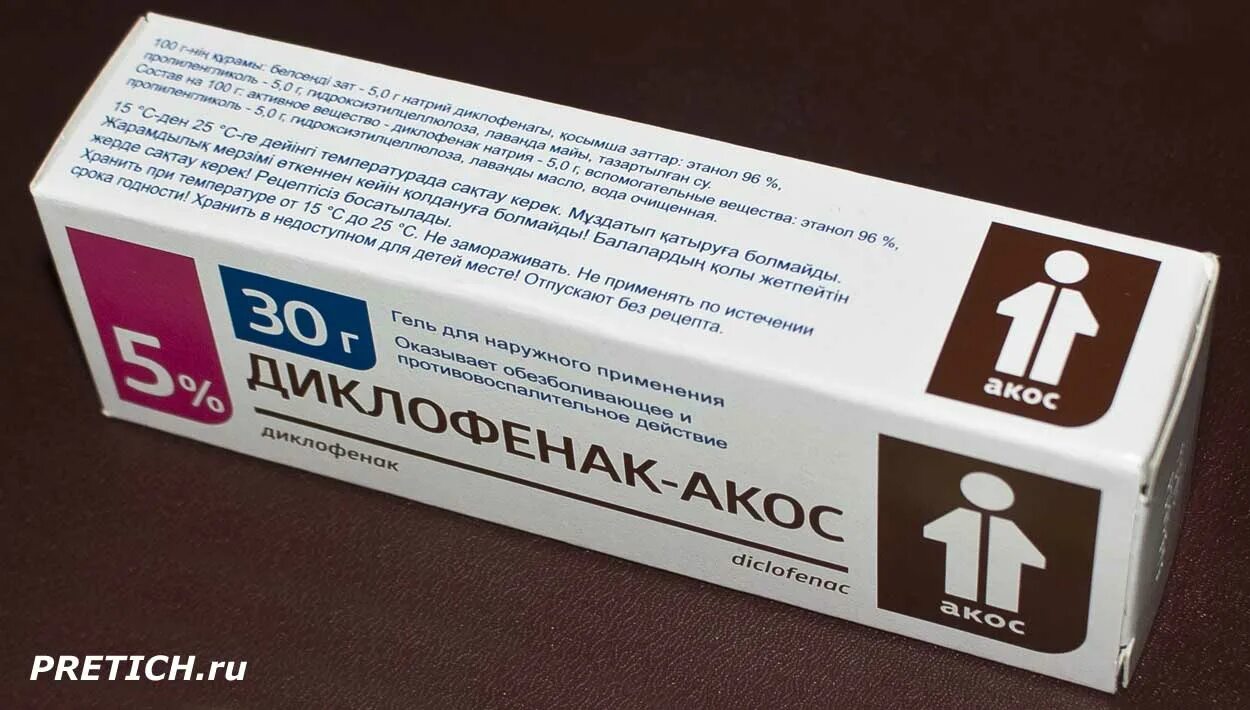 100 г-нің құрамы: белсенді зат - 5,0 г натрий диклофенагы, қосымша заттар: этанол 96 %,
пропиленгликоль - 5,0 г, гидроксиэтилцеллюлоза, лаванда майы, тазартылған су.
Состав на 100 г: активное вещество - диклофенак натрия - 5,0 г, вспомогательные вещества: этанол 96 %,
пропиленгликоль - 5,0 г, гидроксиэтилцеллюлоза, лаванды масло, вода очищенная.
15 °С-ден 25 °С-ге дейінгі температурада сақтау керек. Мұздатып қатыруға болмайды.
Жарамдылық мерзімі өткеннен кейін қолдануға болмайды! Балалардың қолы жетпейтін
жерде сақтау керек! Рецептісіз босатылады.
Хранить при температуре от 15 °С до 25 °С. Не замораживать. Не применять по истечении
срока годности! Хранить в недоступном для детей месте! Отпускают без рецепта.
акос
5%
30 г
Гель для наружного применения
Оказывает обезболивающее и
противовоспалительное действие
ДИКЛОФЕНАК-АКОС
диклофенак
diclofenac
акос
PRETICH.ru